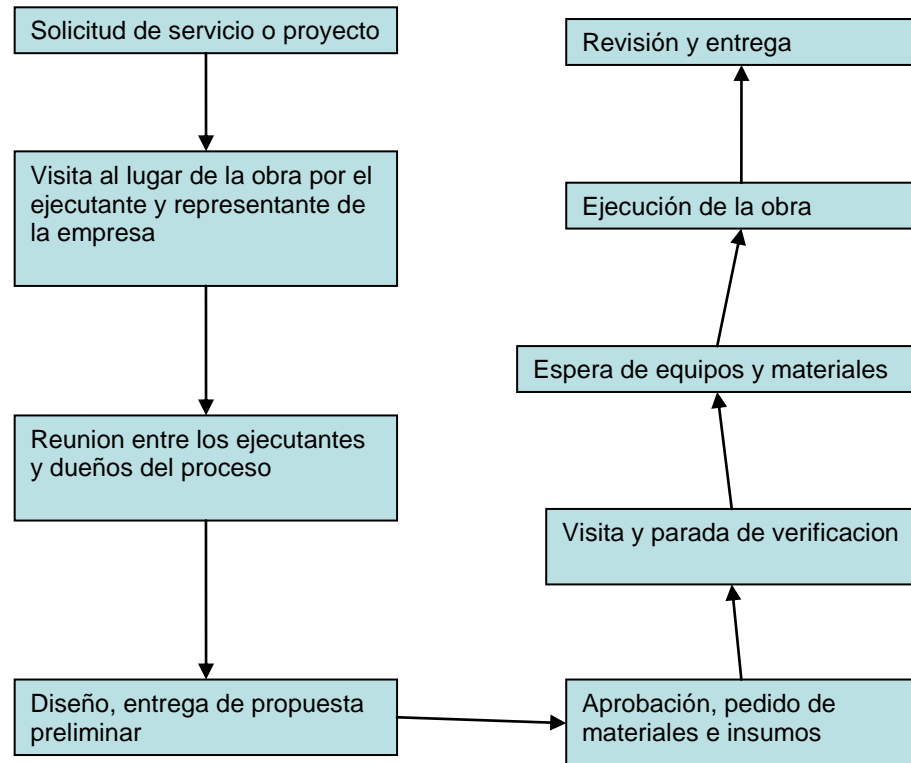 Solicitud de servicio o proyecto
Visita al lugar de la obra por el
ejecutante y representante de
la empresa
Reunion entre los ejecutantes
y dueños del proceso
Diseño, entrega de propuesta
preliminar
Aprobación, pedido de
materiales e insumos
Visita y parada de verificacion
Espera de equipos y materiales
Ejecución de la obra
Revisión y entrega